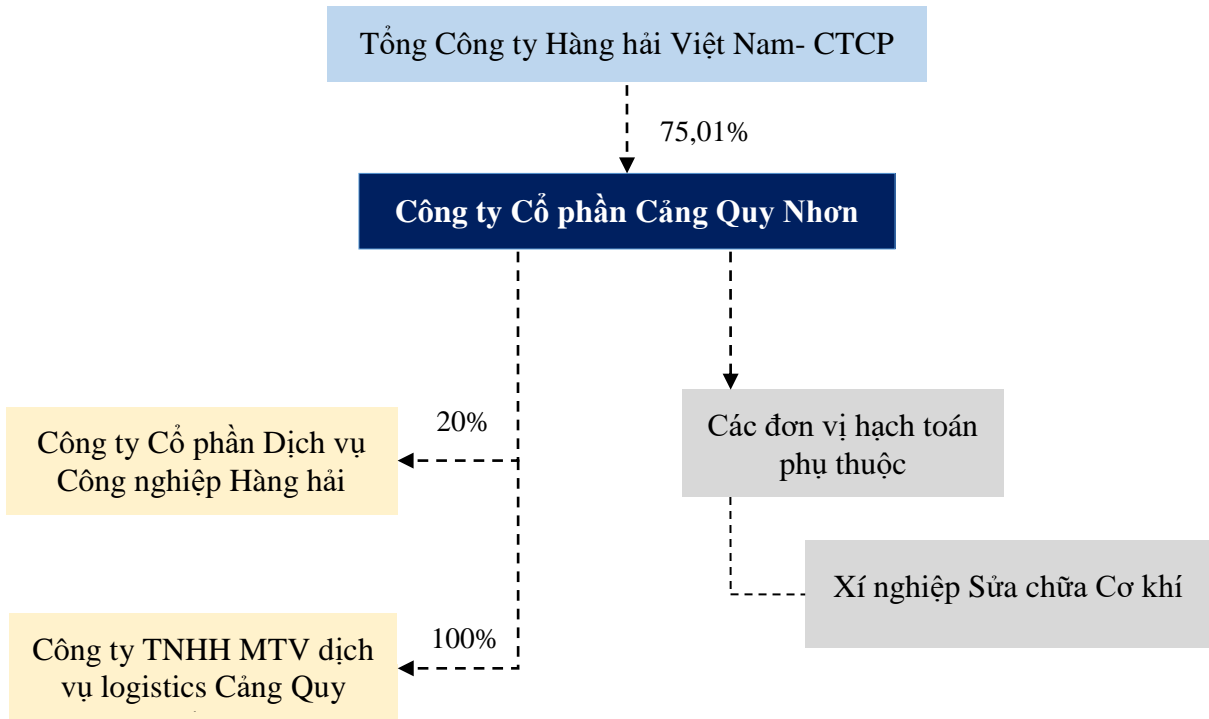 Tổng Công ty Hàng hải Việt Nam- CTCP
75,01%
Công ty Cổ phần Cảng Quy Nhơn
20%
Công ty Cổ phần Dịch vụ
Công nghiệp Hàng hải
Các đơn vị hạch toán
phụ thuộc
Xí nghiệp Sửa chữa Cơ khí
100%
Công ty TNHH MTV dịch
vụ logistics Cảng Quy